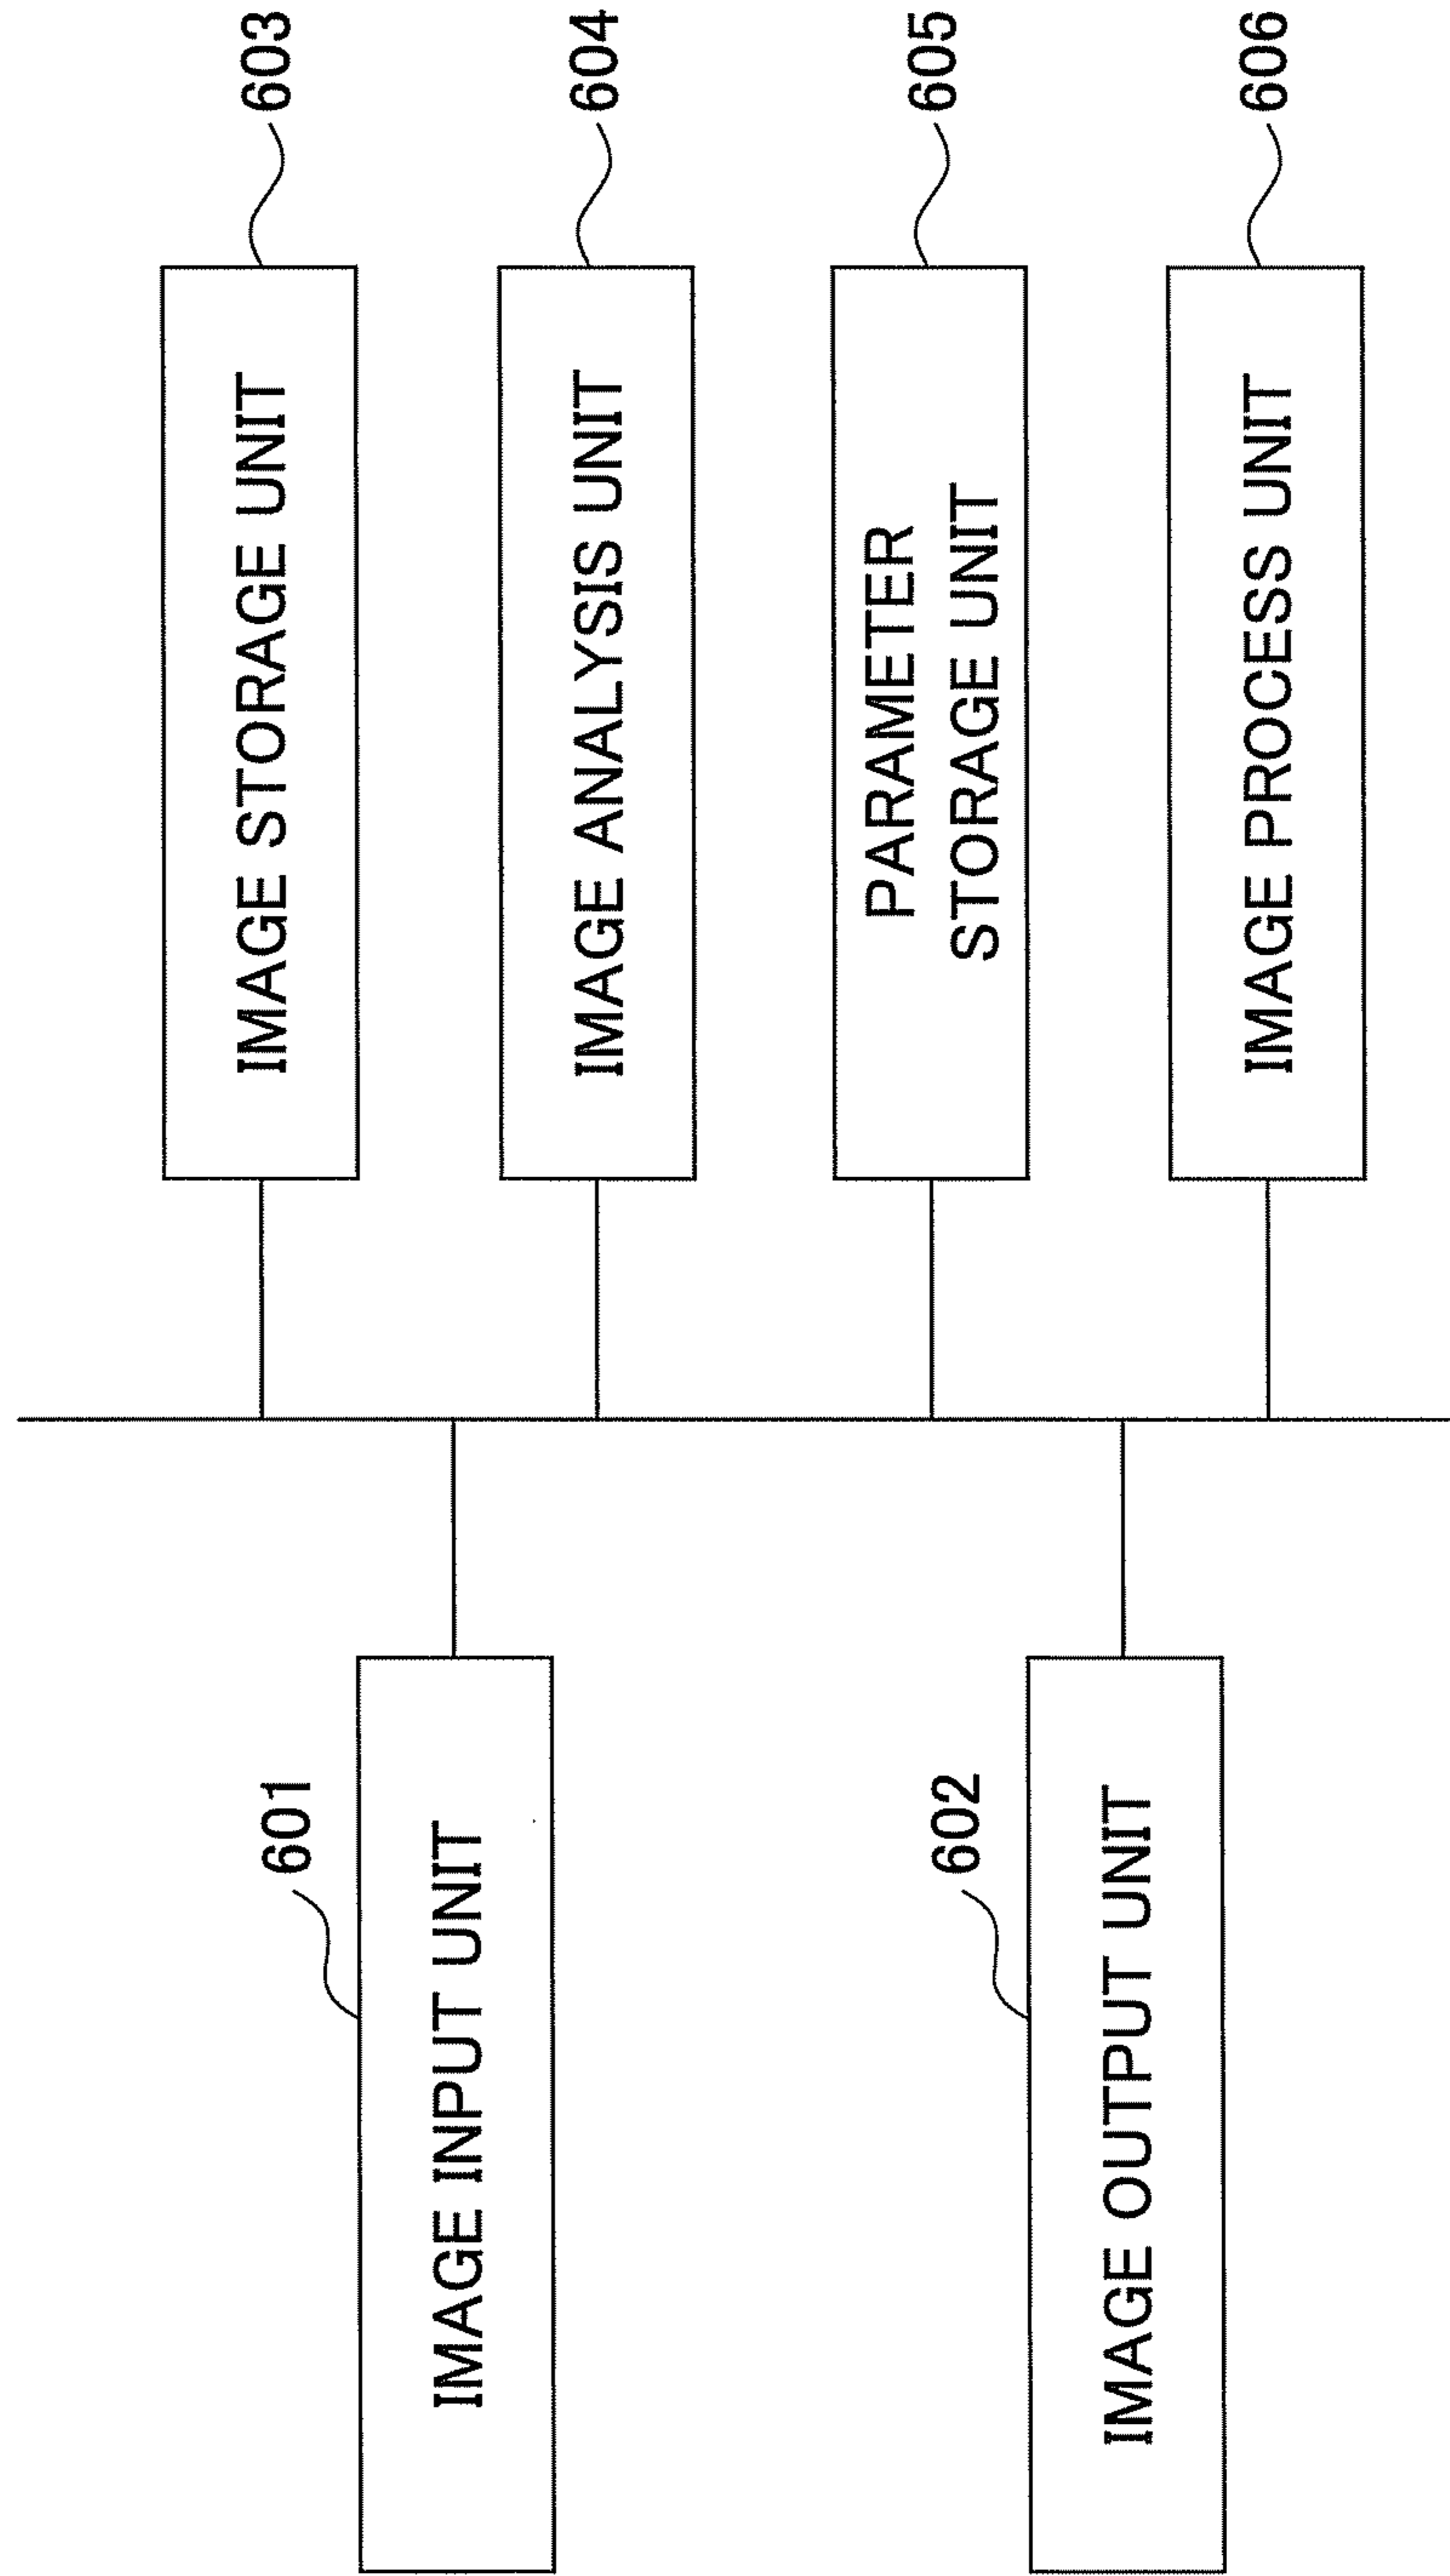 601
IMAGE INPUT UNIT
602
IMAGE OUTPUT UNIT
IMAGE STORAGE UNIT
603
IMAGE ANALYSIS UNIT
604
PARAMETER
STORAGE UNIT
605
IMAGE PROCESS UNIT
606